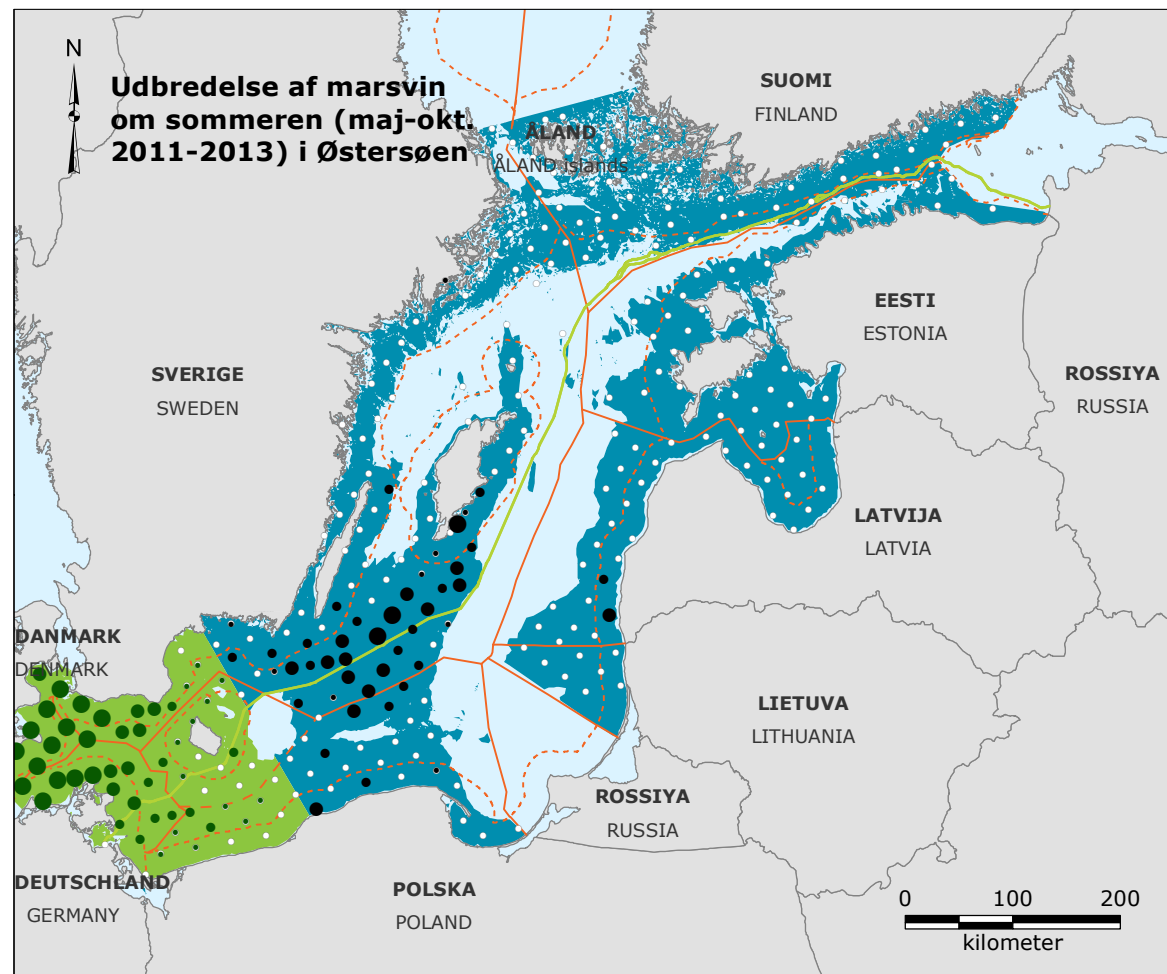 N
Udbredelse af marsvin
om sommeren (maj-okt.
2011-2013) i Østersøen
SUOMI
FINLAND
ÅLAND
ÅLAND islands
EESTI
ESTONIA
SVERIGE
SWEDEN
ROSSIYA
RUSSIA
LATVIJA
LATVIA
DANMARK
DENMARK
LIETUVA
LITHUANIA
ROSSIYA
RUSSIA
DEUTSCHLAND
GERMANY
POLSKA
POLAND
0 100 200
kilometer